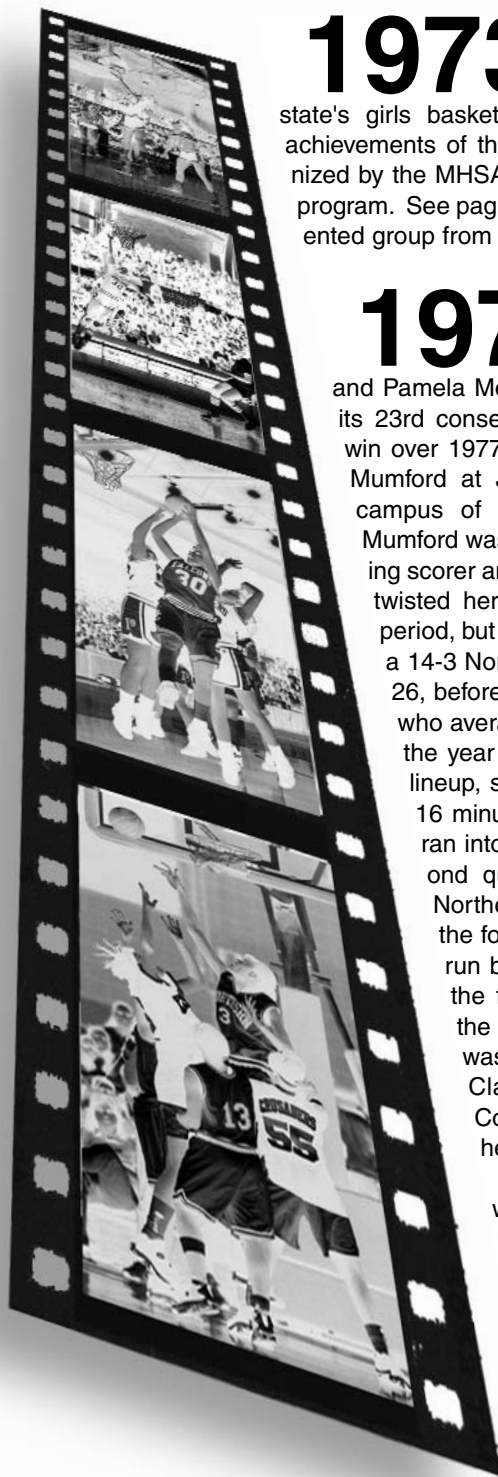 1973
state's girls basket
achievements of th
nized by the MHSA
program. See pag
ented group from
197
and Pamela Mc
its 23rd conse
win over 1977
Mumford at J
campus of
Mumford was
ing scorer ar
twisted her
period, but
a 14-3 Nor
26, before
who avera
the year
lineup, s
16 minu
ran into
ond qu
Northe
the fo
run b
the f
the
was
Cla
Co
he
w
30
13
CRUSADERS
55